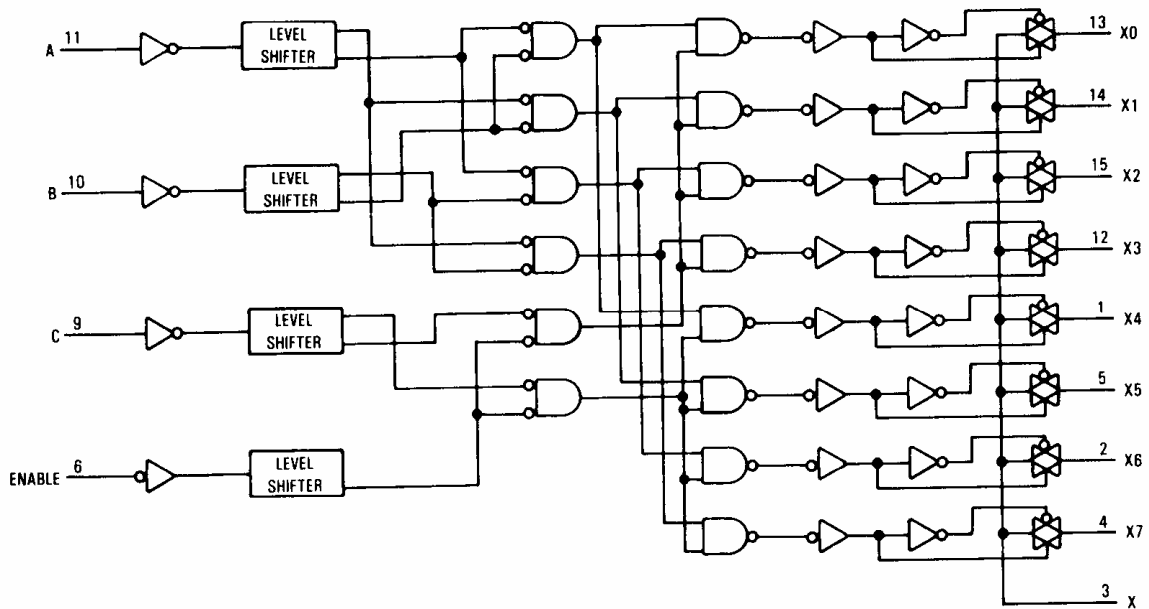 A 11
LEVEL
SHIFTER
13 X0
14 X1
B 10
LEVEL
SHIFTER
15 X2
12 X3
C 9
LEVEL
SHIFTER
1 X4
5 X5
ENABLE 6
LEVEL
SHIFTER
2 X6
4 X7
3 X